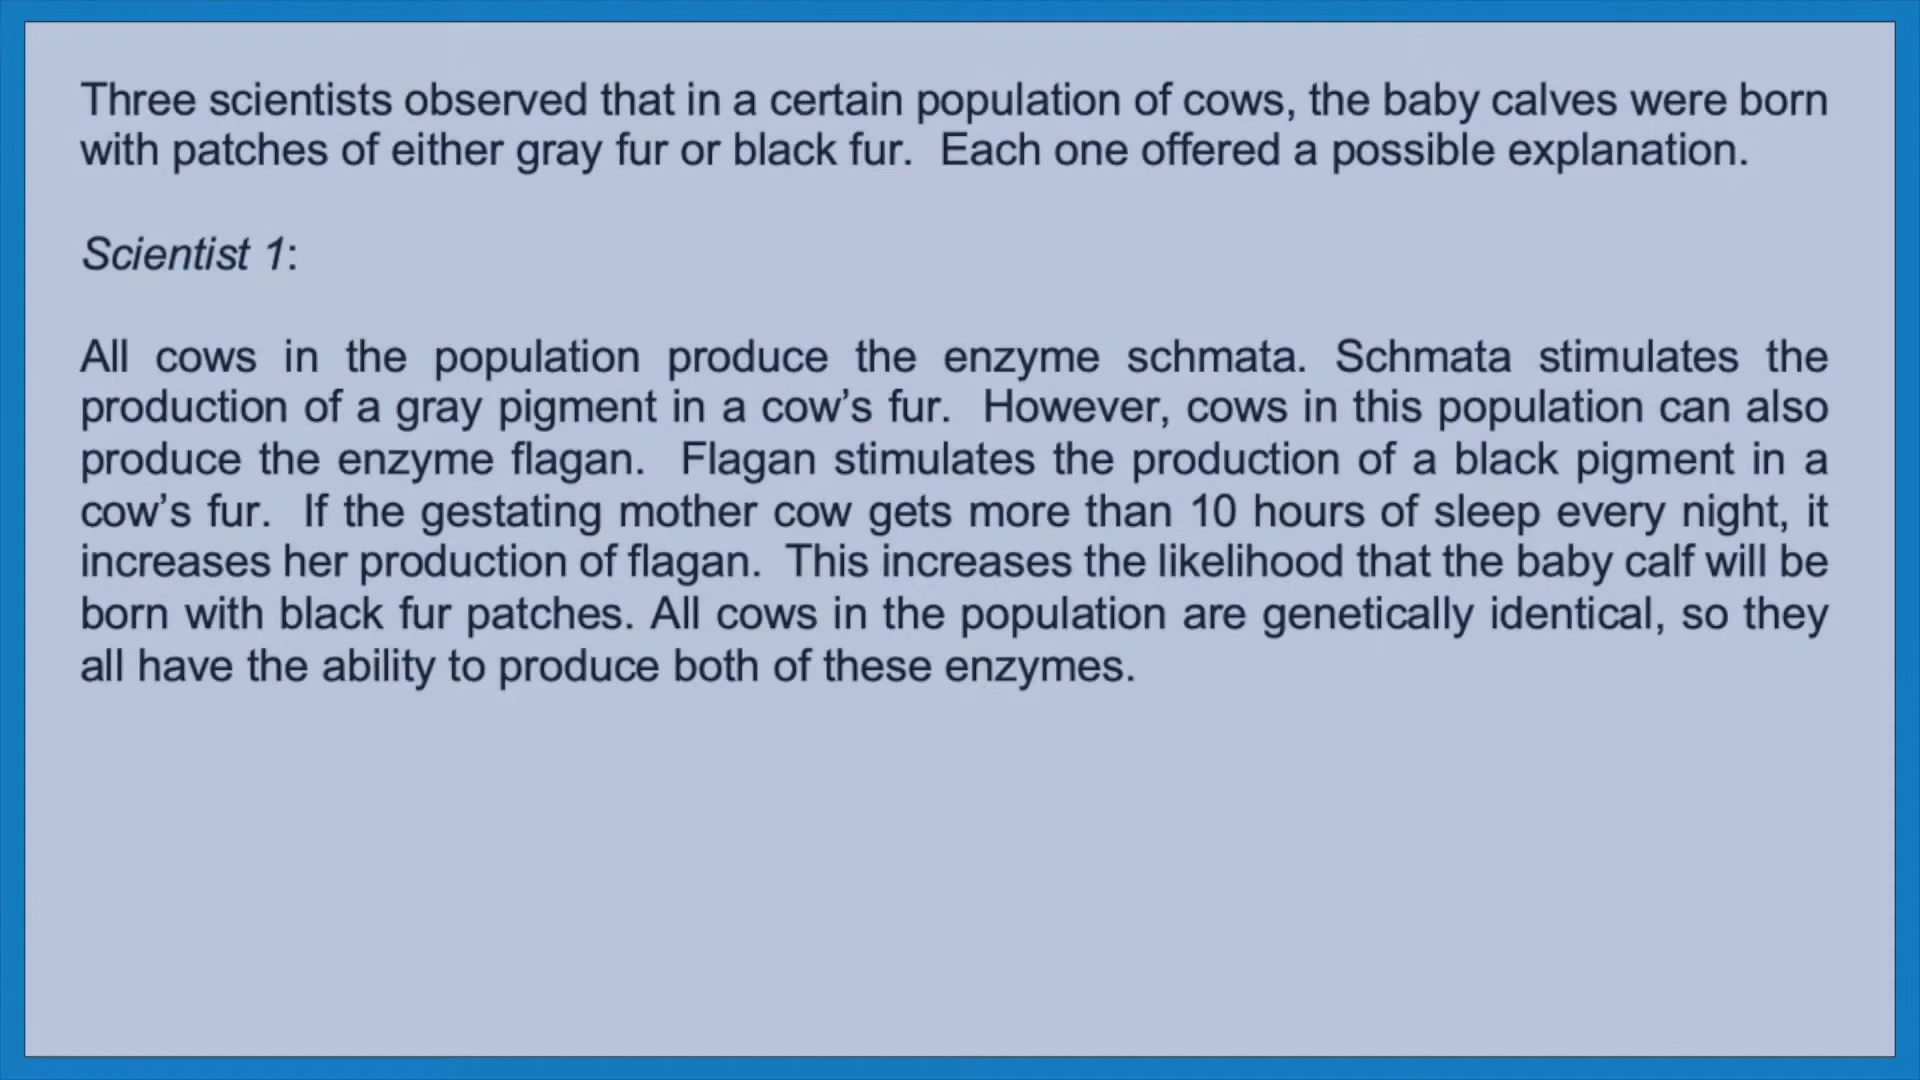 Three scientists observed that in a certain population of cows, the baby calves were born
with patches of either gray fur or black fur.  Each one offered a possible explanation.
Scientist 1:
All cows in the population produce the enzyme schmata. Schmata stimulates the
production of a gray pigment in a cow’s fur.  However, cows in this population can also
produce the enzyme flagan.  Flagan stimulates the production of a black pigment in a
cow’s fur.  If the gestating mother cow gets more than 10 hours of sleep every night, it
increases her production of flagan.  This increases the likelihood that the baby calf will be
born with black fur patches. All cows in the population are genetically identical, so they
all have the ability to produce both of these enzymes.